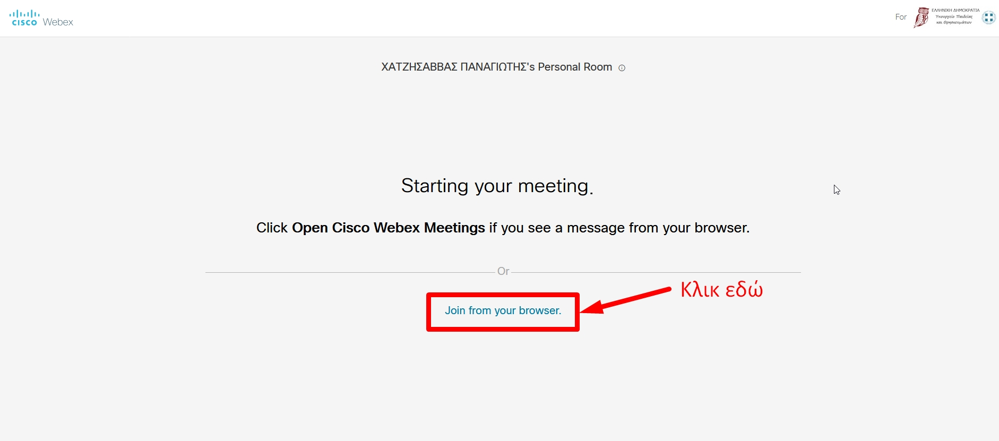 cisco Webex
For
ΕΛΛΗΝΙΚΗ ΔΗΜΟΚΡΑΤΙΑ
Υπουργείο Παιδείας
και Θρησκευμάτων
ΧΑΤΖΗΣΑΒΒΑΣ ΠΑΝΑΓΙΩΤΗΣ's Personal Room
Starting your meeting.
Click Open Cisco Webex Meetings if you see a message from your browser.
Or
Κλικ εδώ
Join from your browser.